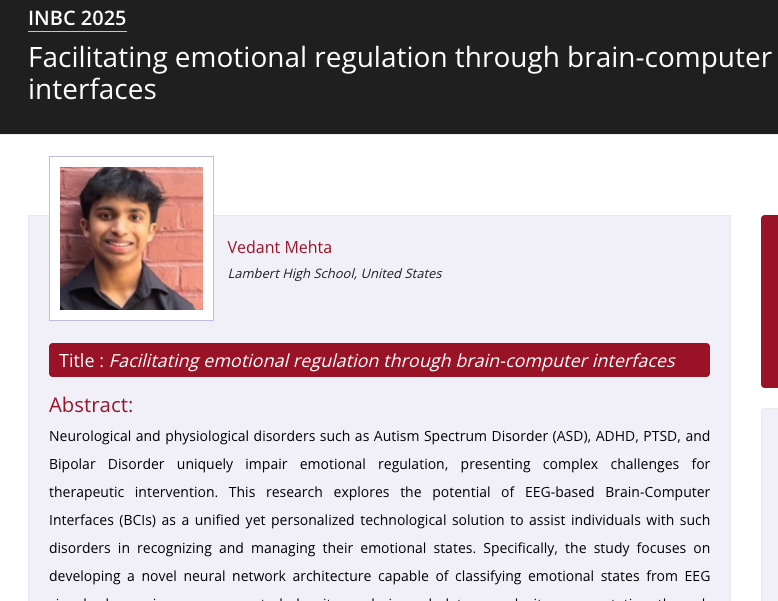 INBC 2025
Facilitating emotional regulation through brain-computer
interfaces
Vedant Mehta
Lambert High School, United States
Title : Facilitating emotional regulation through brain-computer interfaces
Abstract:
Neurological and physiological disorders such as Autism Spectrum Disorder (ASD), ADHD, PTSD, and
Bipolar Disorder uniquely impair emotional regulation, presenting complex challenges for
therapeutic intervention. This research explores the potential of EEG-based Brain-Computer
Interfaces (BCIs) as a unified yet personalized technological solution to assist individuals with such
disorders in recognizing and managing their emotional states. Specifically, the study focuses on
developing a novel neural network architecture capable of classifying emotional states from EEG